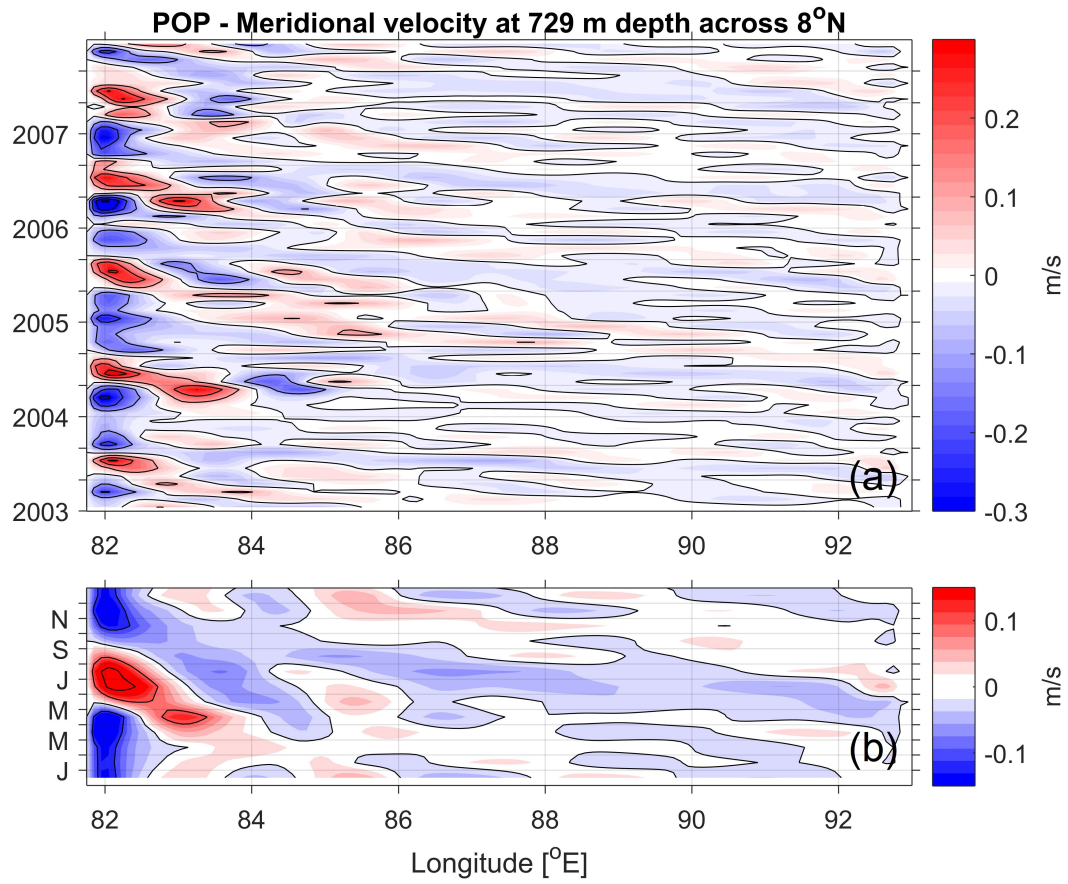 POP - Meridional velocity at 729 m depth across 8°N
2007
2006
2005
2004
2003
82 84 86 88 90 92
(a)
0.2
0.1
0
-0.1
-0.2
-0.3
m/s
N
S
J
M
M
J
82 84 86 88 90 92
(b)
0.1
0
-0.1
m/s
Longitude [°E]